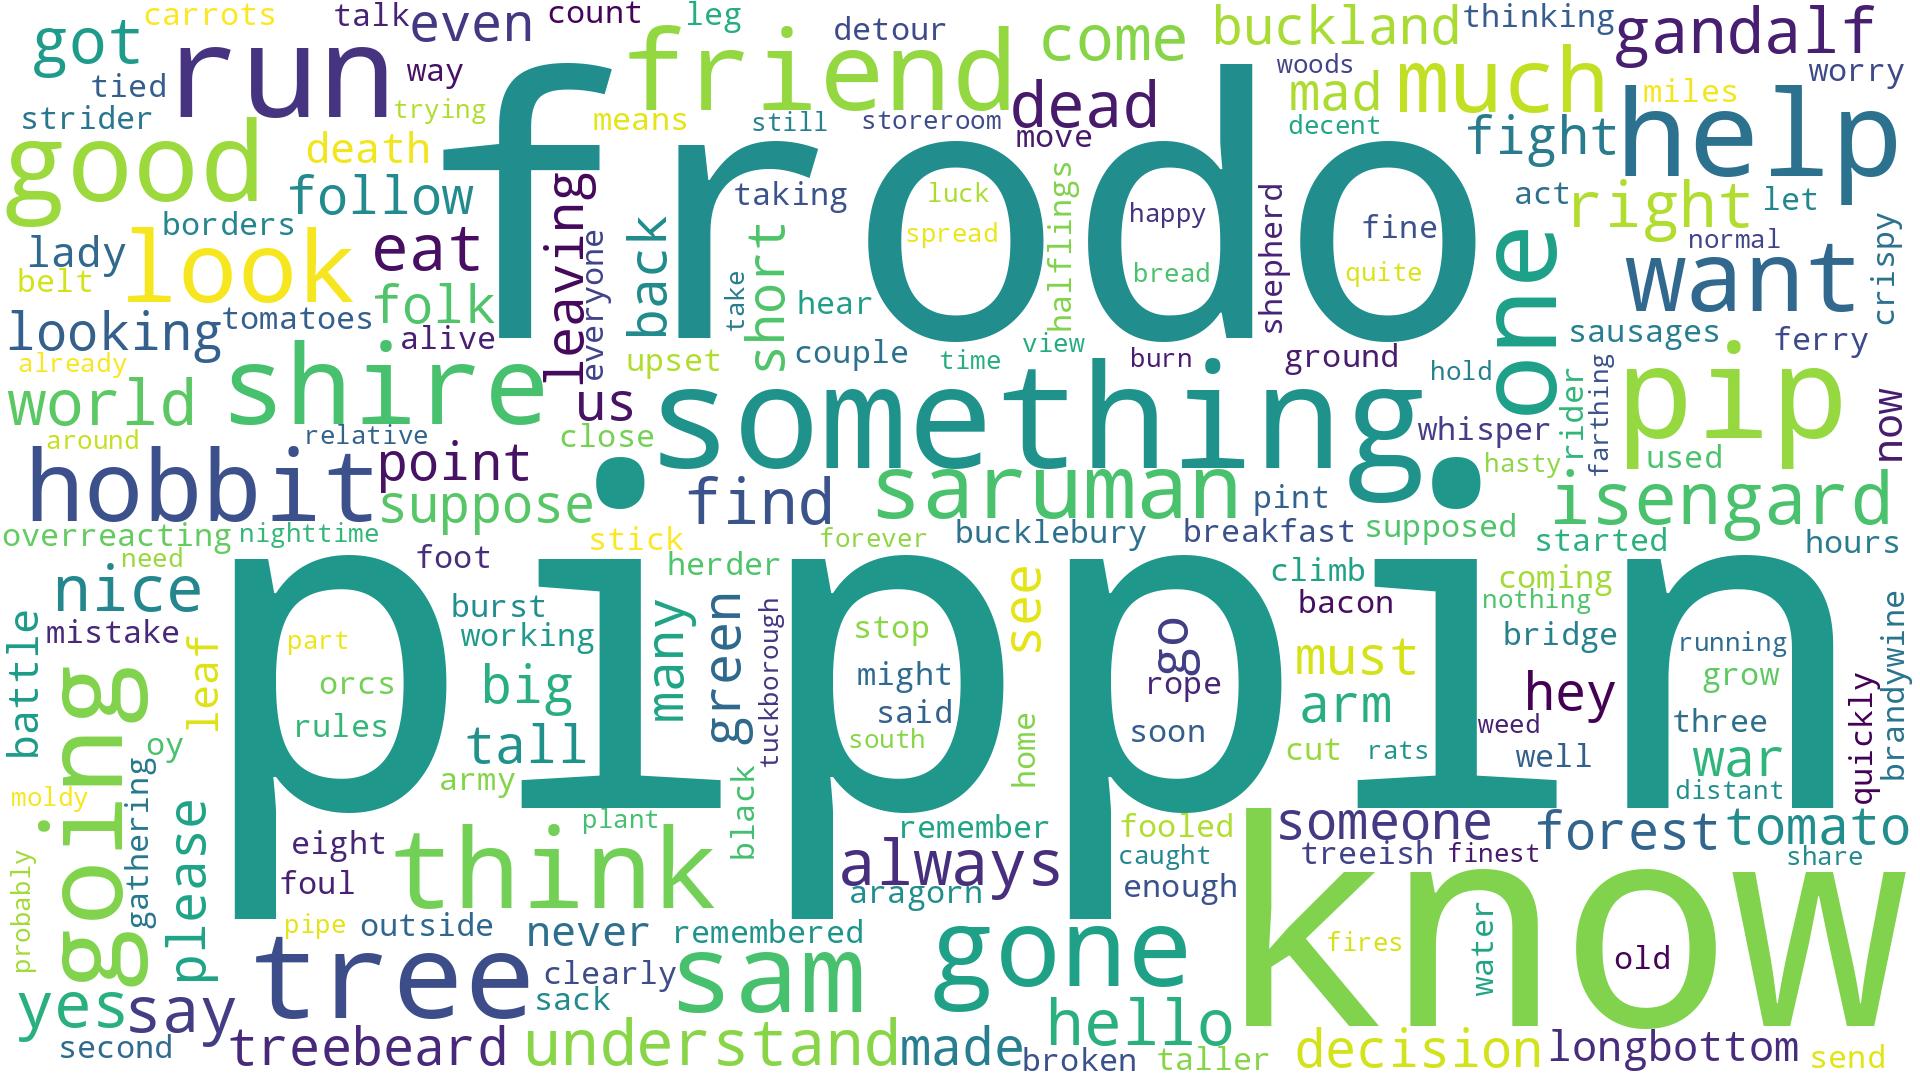 carrots
talk
even
count
leg
detour
come
buckland
thinking
gandalf
got
run
friend
woods
worry
tied
way
frodo
dead
mad
much
miles
help
strider
trying
means
still
storeroom
move
decent
fight
good
death
follow
leaving
taking
luck
halflings
happy
shepherd
fine
act
right
let
borders
everyone
back
short
spread
one
normal
crispy
lady
look
eat
take
hear
bread
quite
want
belt
folk
looking
tomatoes
alive
upset
couple
time
view
burn
ground
hold
sausages
ferry
already
shire
us
something
rider
farthing
pip
now
world
around
relative
close
whisper
hasty
used
hobbit
point
suppose
find
saruman
pint
isengard
overreacting
nighttime
stick
forever
bucklebury
breakfast
supposed
started
hours
need
foot
herder
see
climb
coming
nice
pippin
burst
many
green
tuckborough
bacon
nothing
brandywine
battle
mistake
leaf
part
working
stop
go
must
bridge
running
going
orcs
big
might
rope
arm
hey
grow
quickly
rules
said
home
soon
weed
three
oy
tall
south
cut
rats
well
war
moldy
gathering
please
army
black
distant
plant
remember
fooled
someone
forest
tomato
probably
eight
think
always
caught
treeish
finest
share
foul
aragorn
enough
know
pipe
outside
never
remembered
gone
fires
water
old
tree
clearly
sam
yes
say
sack
hello
second
treebeard
understand
made
broken
taller
decision
longbottom
send